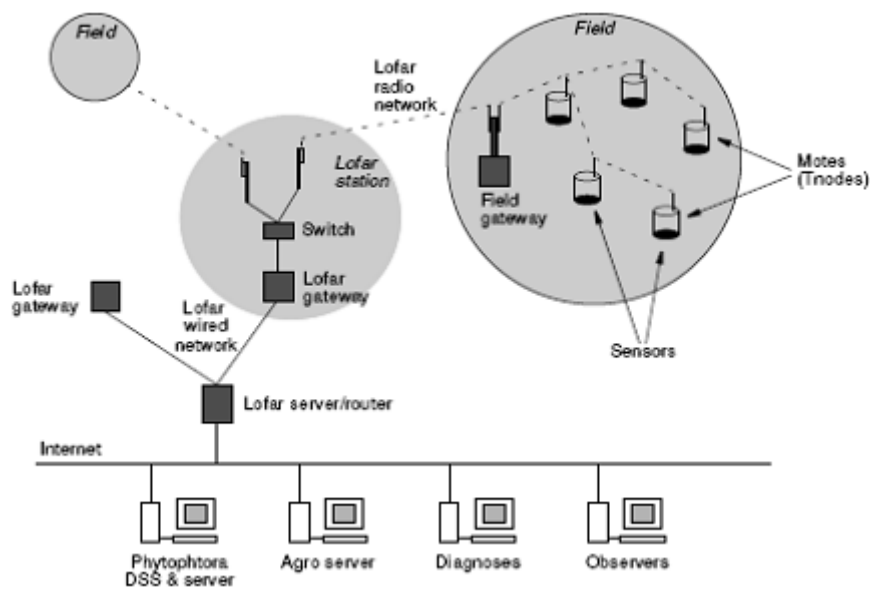 Field
Field
Lofar
radio
network
Lofar
station
Motes
(Tnodes)
Field
gateway
Switch
Lofar
gateway
Lofar
gateway
Lofar
wired
network
Sensors
Lofar server/router
Internet
Phytophtora
DSS & server
Agro server
Diagnoses
Observers